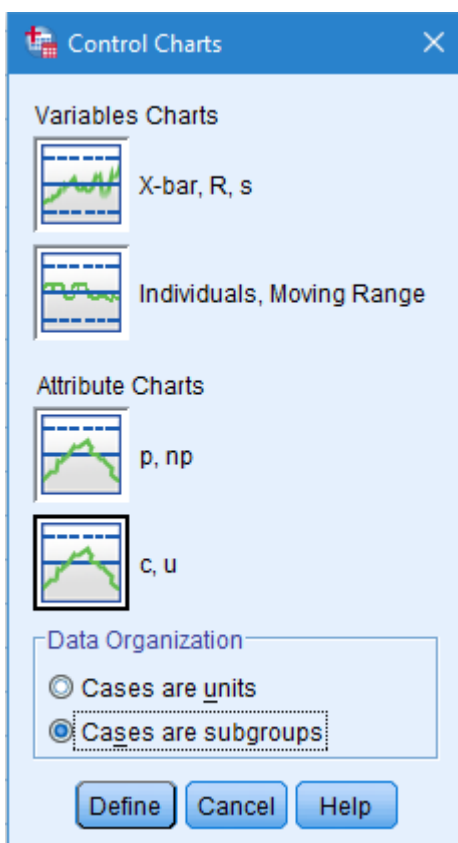 Control Charts
Variables Charts
X-bar, R, s
Individuals, Moving Range
Attribute Charts
p, np
c, u
Data Organization
Cases are units
Cases are subgroups
Define Cancel Help